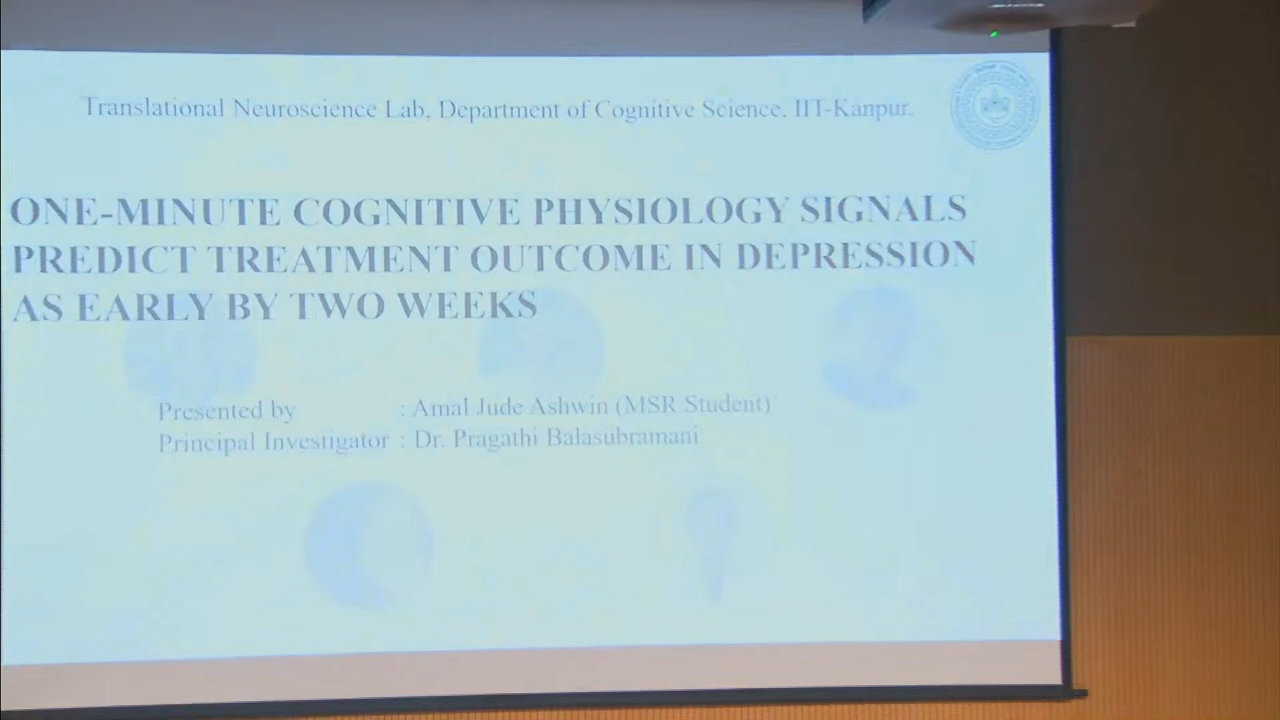 Translational Neuroscience Lab, Department of Cognitive Science. IIT-Kanpur.
ONE-MINUTE COGNITIVE PHYSIOLOGY SIGNALS
PREDICT TREATMENT OUTCOME IN DEPRESSION
AS EARLY BY TWO WEEKS
Presented by : Amal Jude Ashwin (MSR Student)
Principal Investigator : Dr. Pragathi Balasubramani